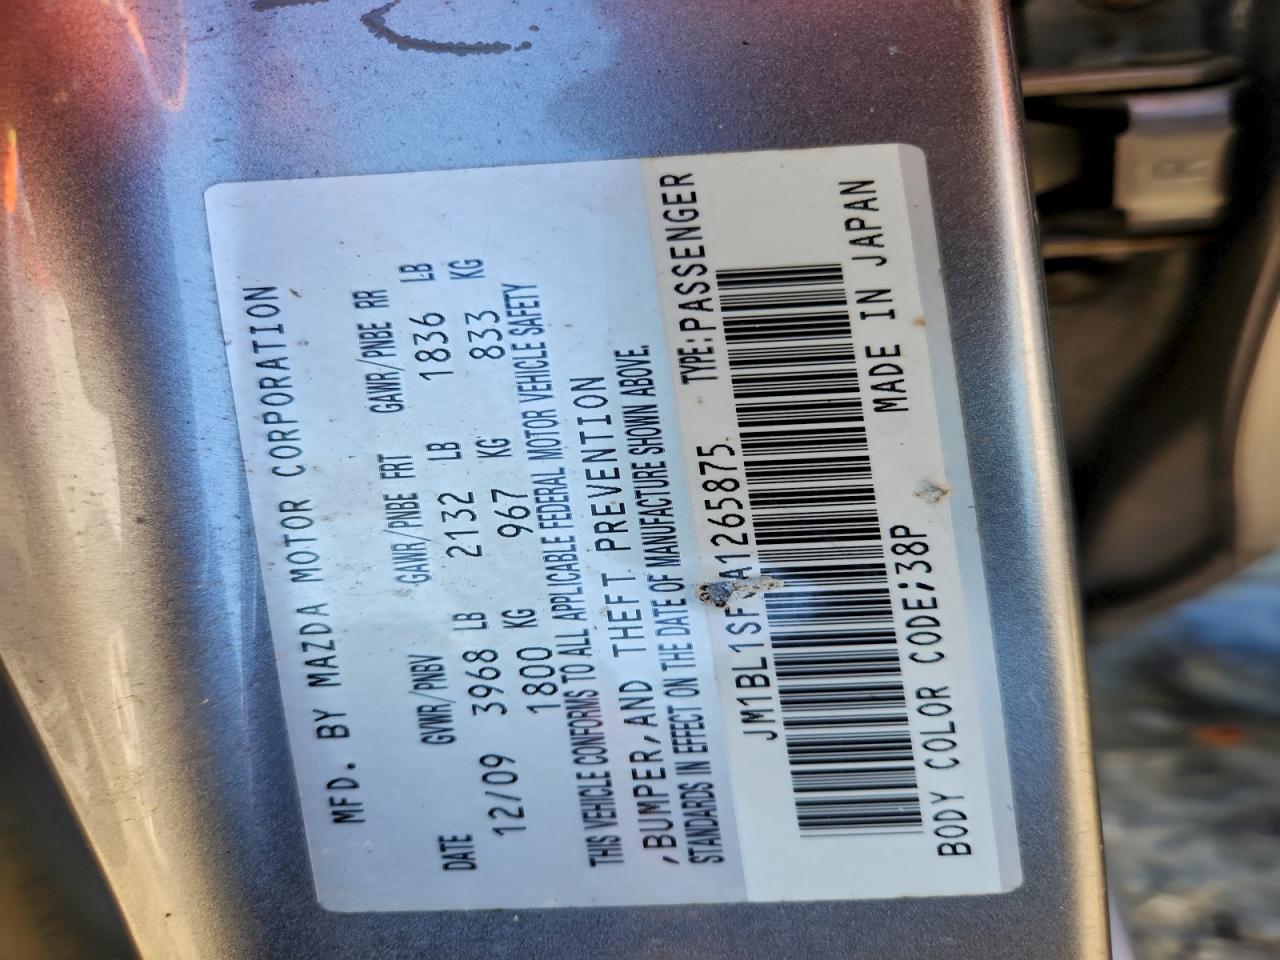 MFD. BY MAZDA MOTOR CORPORATION
DATE GWR/PNBV GAWR/PNBE FRT GAWR/PNBE RR
12/09 3968 LB 2132 LB 1836 LB
1800 KG 967 KG 833 KG
THIS VEHICLE CONFORMS TO ALL APPLICABLE FEDERAL MOTOR VEHICLE SAFETY
,BUMPER,AND THEFT PREVENTION
STANDARDS IN EFFECT ON THE DATE OF MANUFACTURE SHOWN ABOVE.
JM1BL1SF A1265875 TYPE:PASSENGER
BODY COLOR CODE;38P MADE IN JAPAN
R